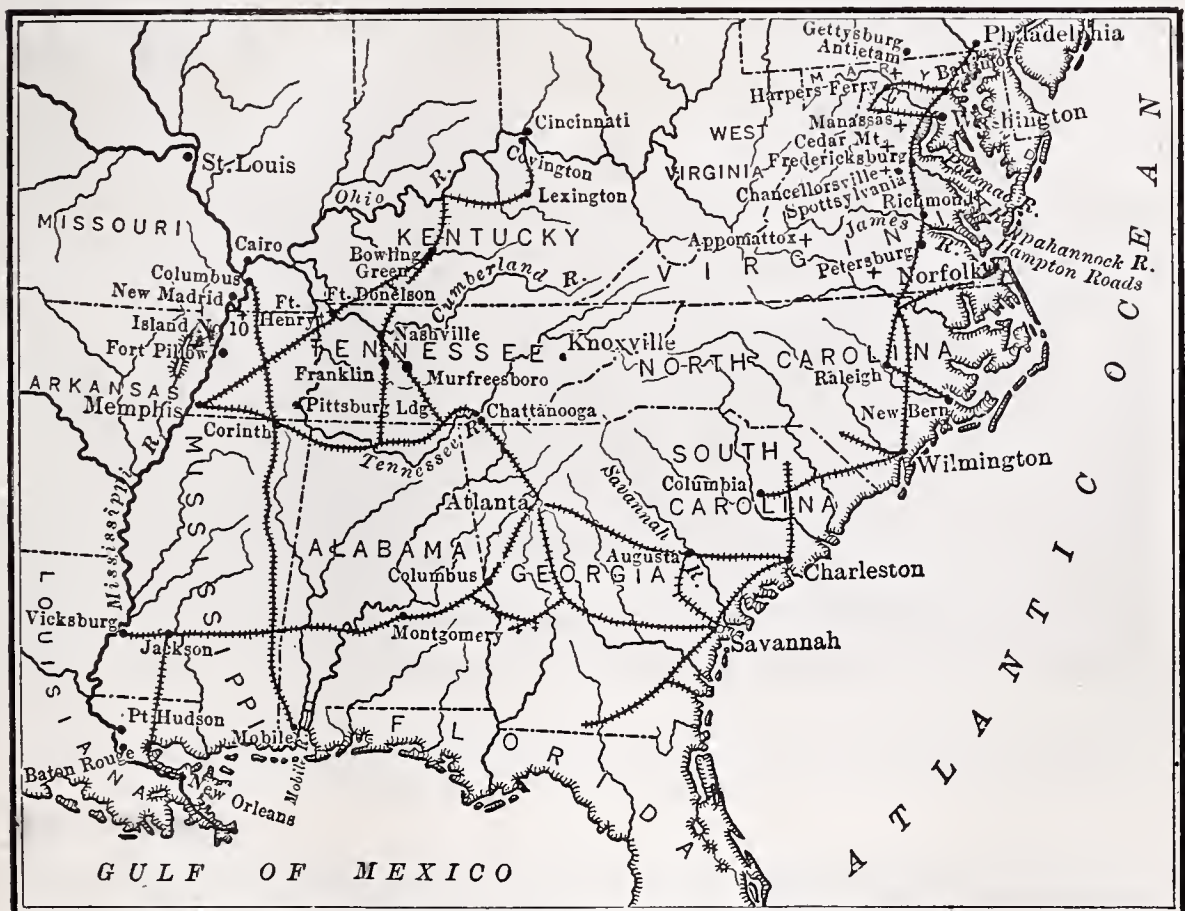 Gettysburg
Antietam
Philadelphia
Harpers Ferry
Manassas
Washington
Cedar Mt.
Fredericksburg
Chancellorsville
Spottsylvania
Richmond
James
R.
Appomattox
Petersburg
Norfolk
Rappahannock R.
Hampton Roads
WEST
VIRGINIA
VIRGINIA
Cincinnati
Covington
Lexington
Ohio R.
St. Louis
MISSOURI
Cairo
Columbus
New Madrid
Island No 10
Fort Pillow
KENTUCKY
Bowling
Green
Cumberland R.
Ft.
Henry
Ft. Donelson
Nashville
TENNESSEE
Knoxville
Franklin
Murfreesboro
NORTH CAROLINA
Raleigh
New Bern
ARKANSAS
Memphis
Pittsburg Ldg
Corinth
Chattanooga
Tennessee R.
Wilmington
SOUTH
CAROLINA
Columbia
Savannah
R.
Atlanta
Augusta
Charleston
MISSISSIPPI
Mississippi R.
ALABAMA
Columbus
GEORGIA
LOUISIANA
Vicksburg
Jackson
Montgomery
Savannah
Pt Hudson
Mobile
Mobile
FLORIDA
Baton Rouge
New Orleans
GULF OF MEXICO
ATLANTIC OCEAN